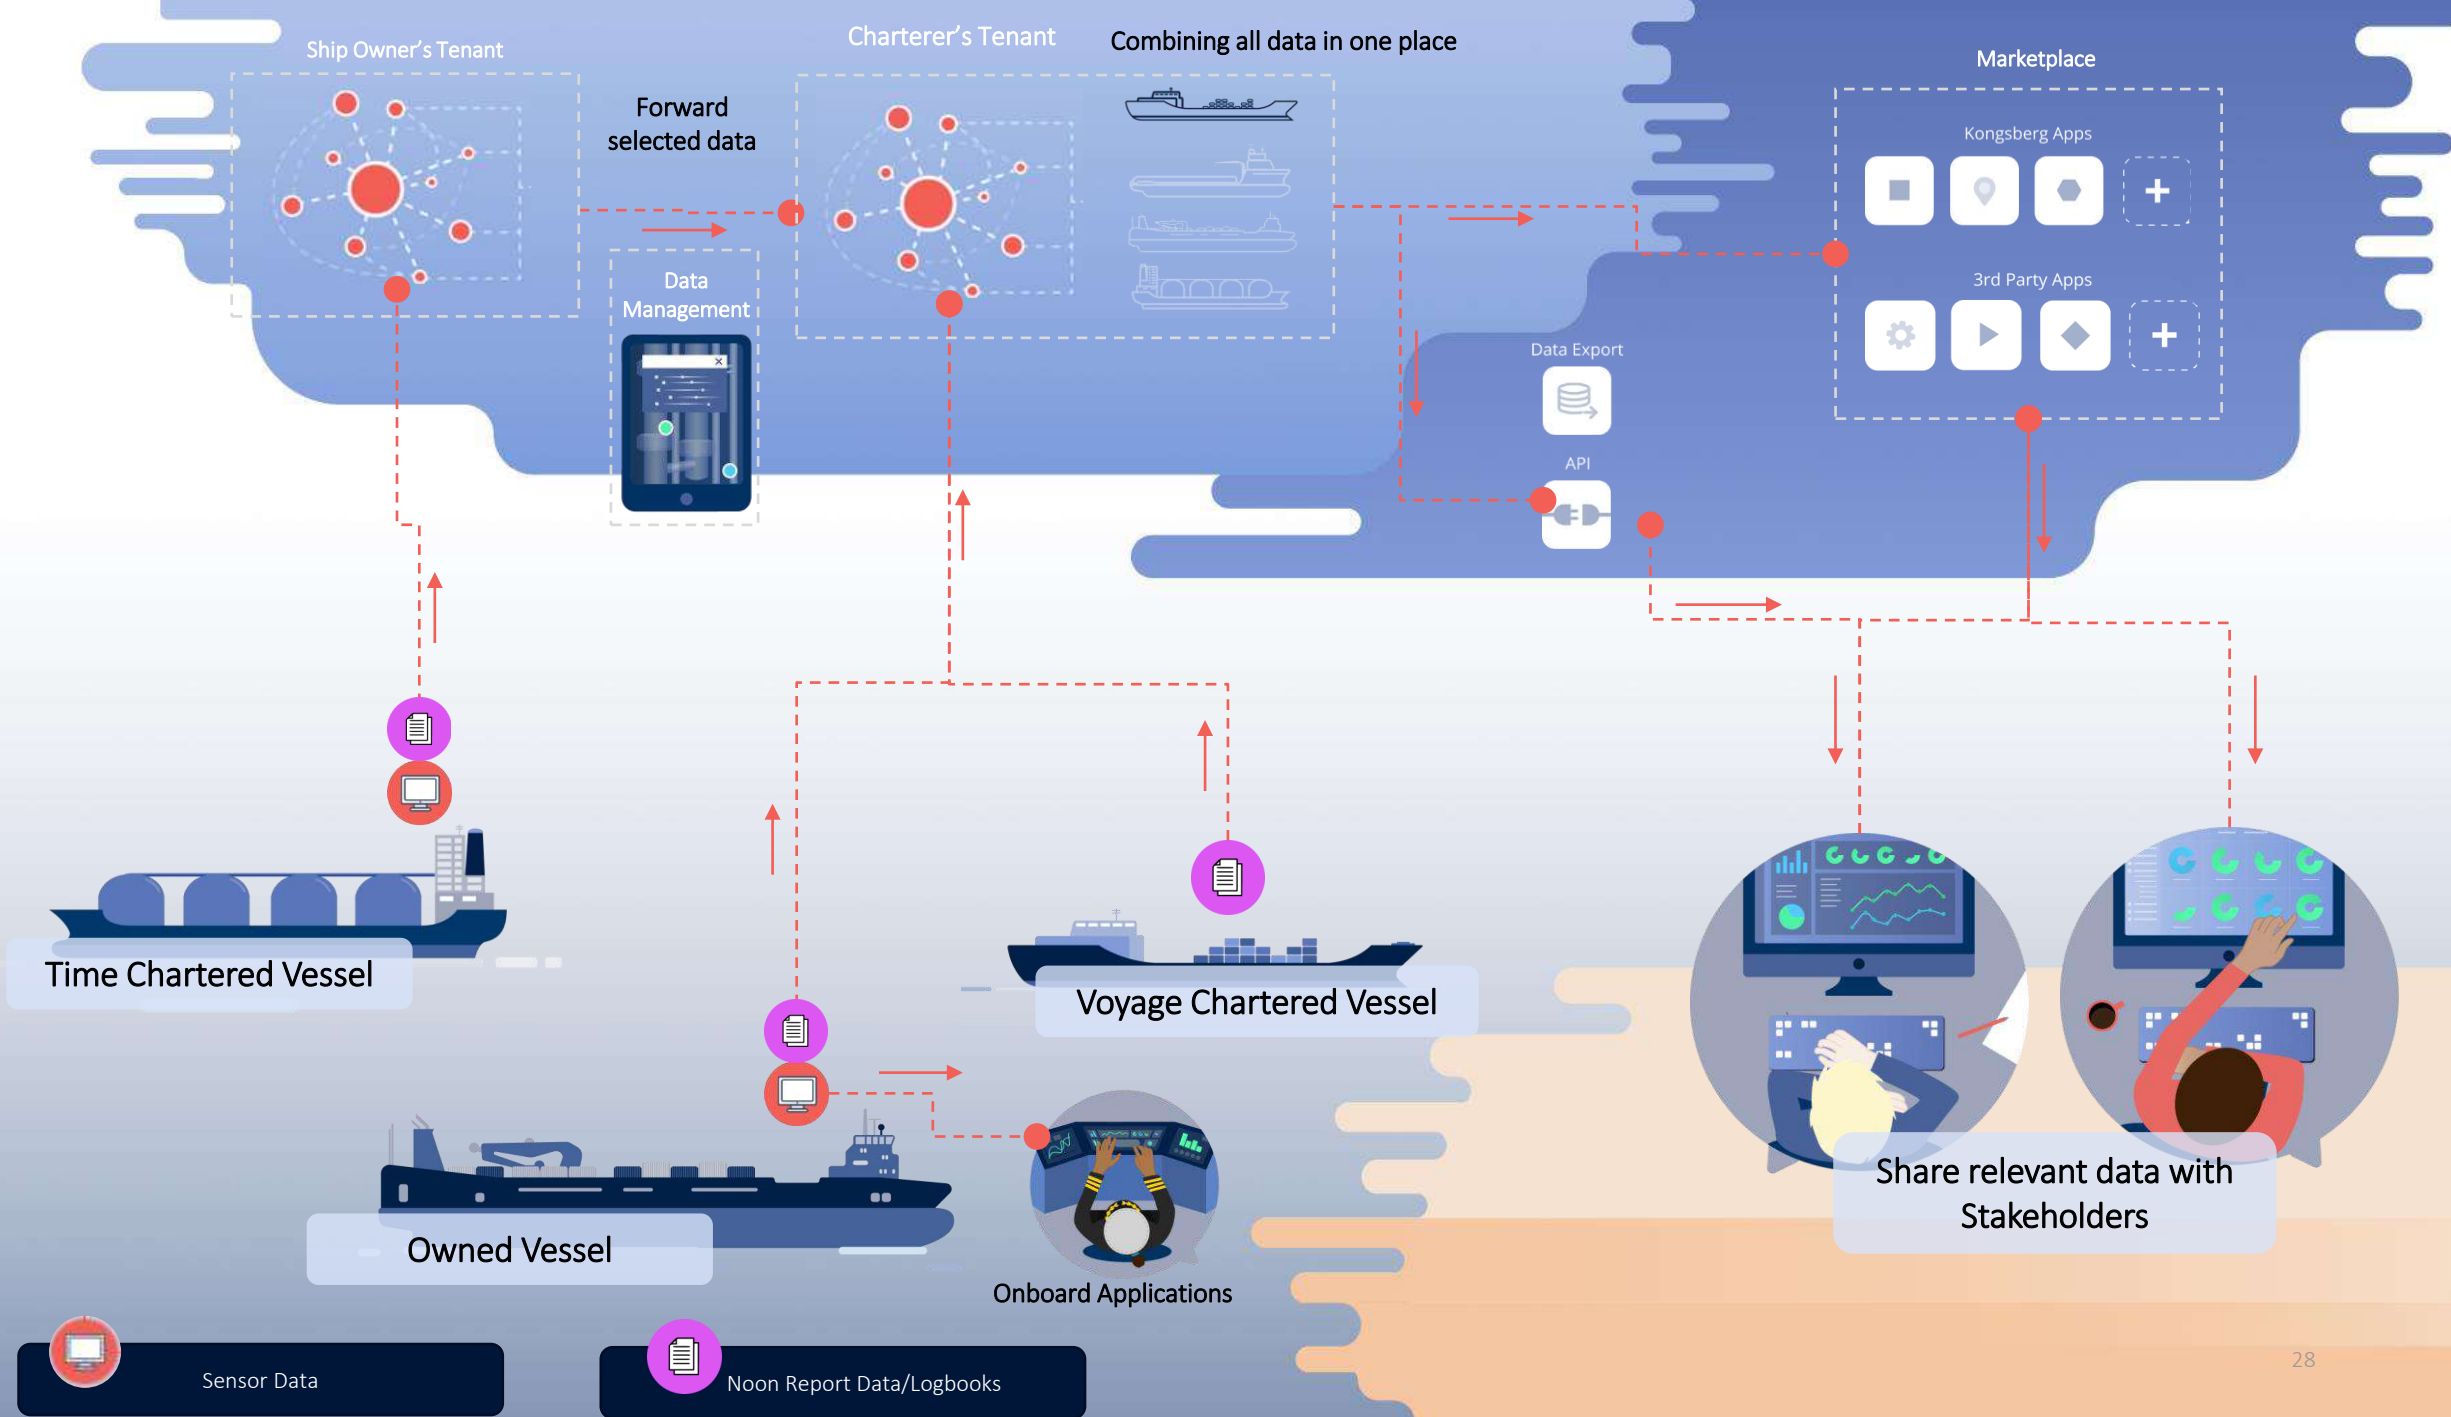 Ship Owner's Tenant
Charterer's Tenant
Combining all data in one place
Marketplace
Forward
selected data
Kongsberg Apps
Data
Management
3rd Party Apps
Data Export
API
Time Chartered Vessel
Voyage Chartered Vessel
Share relevant data with
Stakeholders
Owned Vessel
Onboard Applications
Sensor Data
Noon Report Data/Logbooks
28